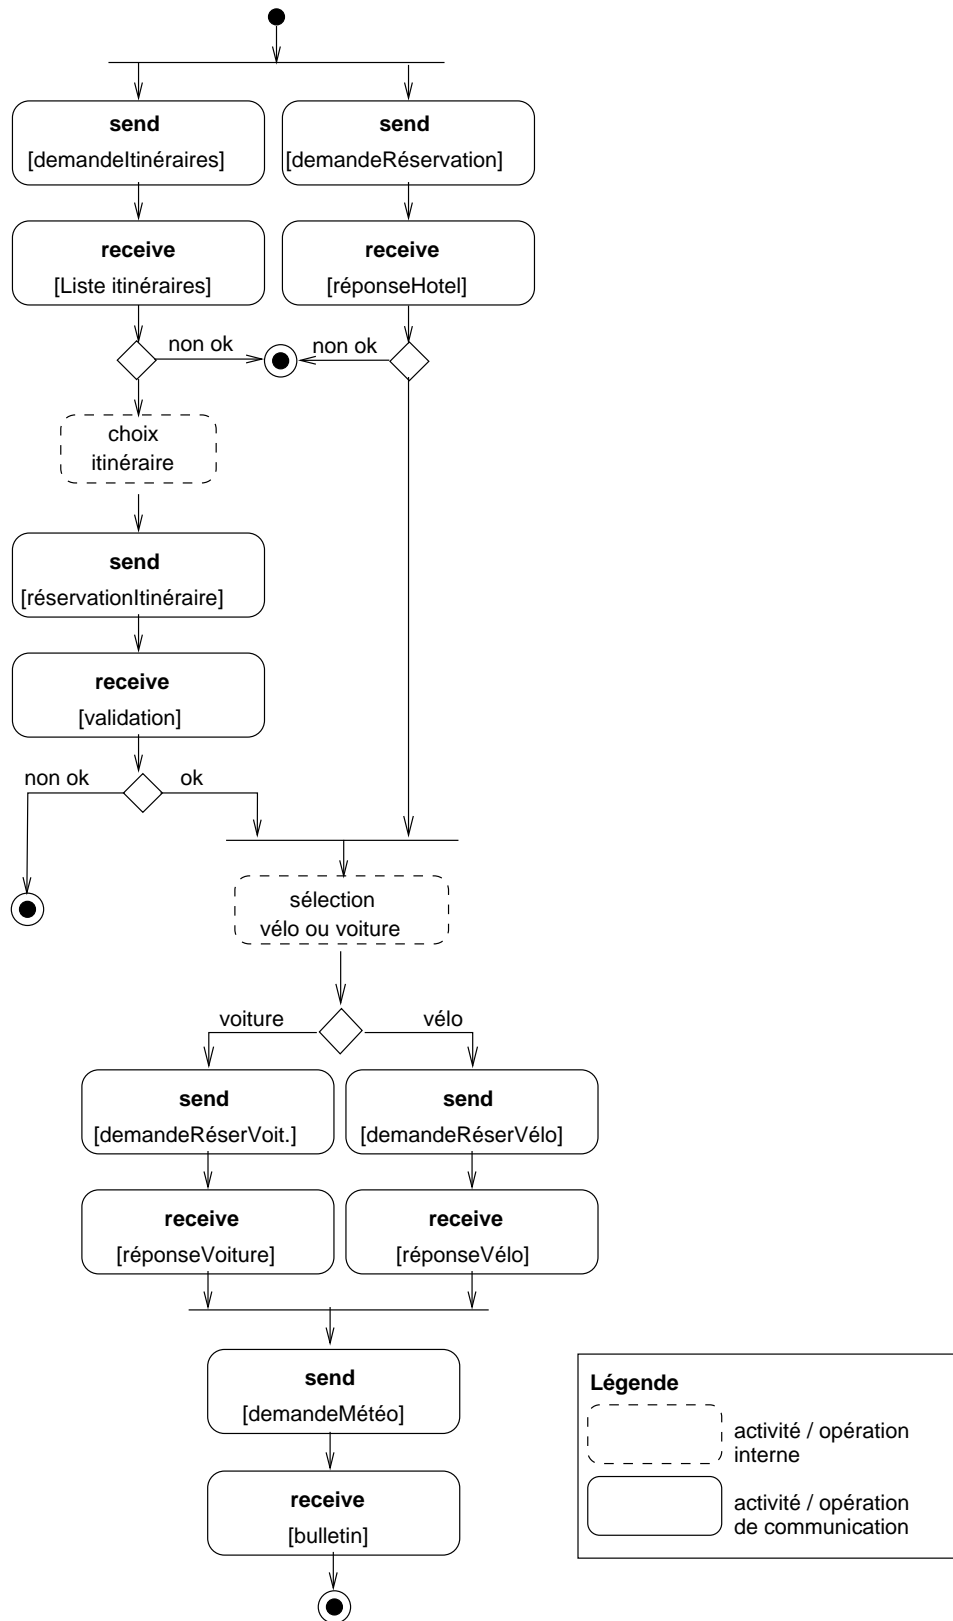 send
[demandeItinéraires]
send
[demandeRéservation]
receive
[Liste itinéraires]
receive
[réponseHotel]
non ok
non ok
choix
itinéraire
send
[réservationItinéraire]
receive
[validation]
non ok
ok
sélection
vélo ou voiture
voiture
vélo
send
[demandeRéserVoit.]
send
[demandeRéserVélo]
receive
[réponseVoiture]
receive
[réponseVélo]
send
[demandeMétéo]
receive
[bulletin]
Légende
activité / opération
interne
activité / opération
de communication